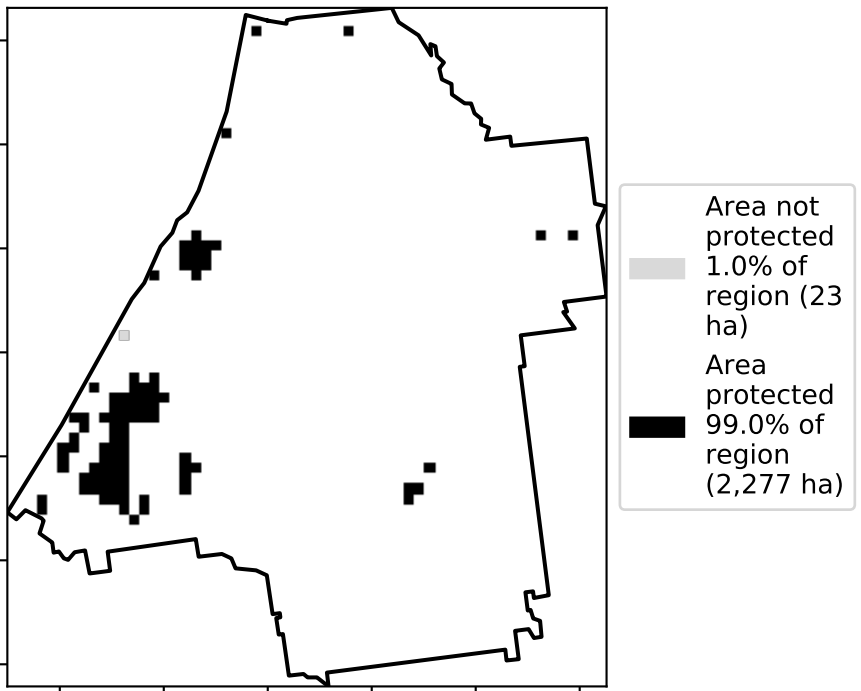 Area not
protected
1.0% of
region (23
ha)
Area
protected
99.0% of
region
(2,277 ha)